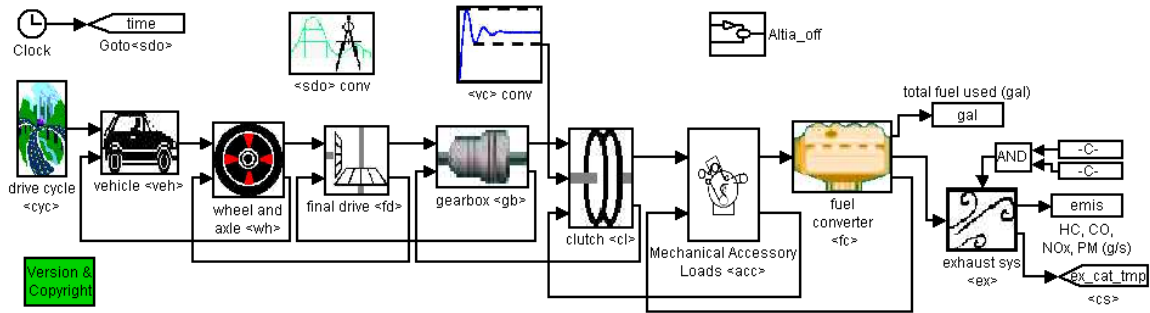 time
Clock
Goto<sdo>
<sdo> conv
<vc> conv
Altia_off
total fuel used (gal)
gal
drive cycle
<cyc>
vehicle <veh>
wheel and
axle <wh>
final drive <fd>
gearbox <gb>
clutch <cl>
Mechanical Accessory
Loads <acc>
fuel
converter
<fc>
AND
-C-
-C-
emis
HC, CO,
NOx, PM (g/s)
exhaust sys
<ex>
ex_cat_tmp
<cs>
Version &
Copyright